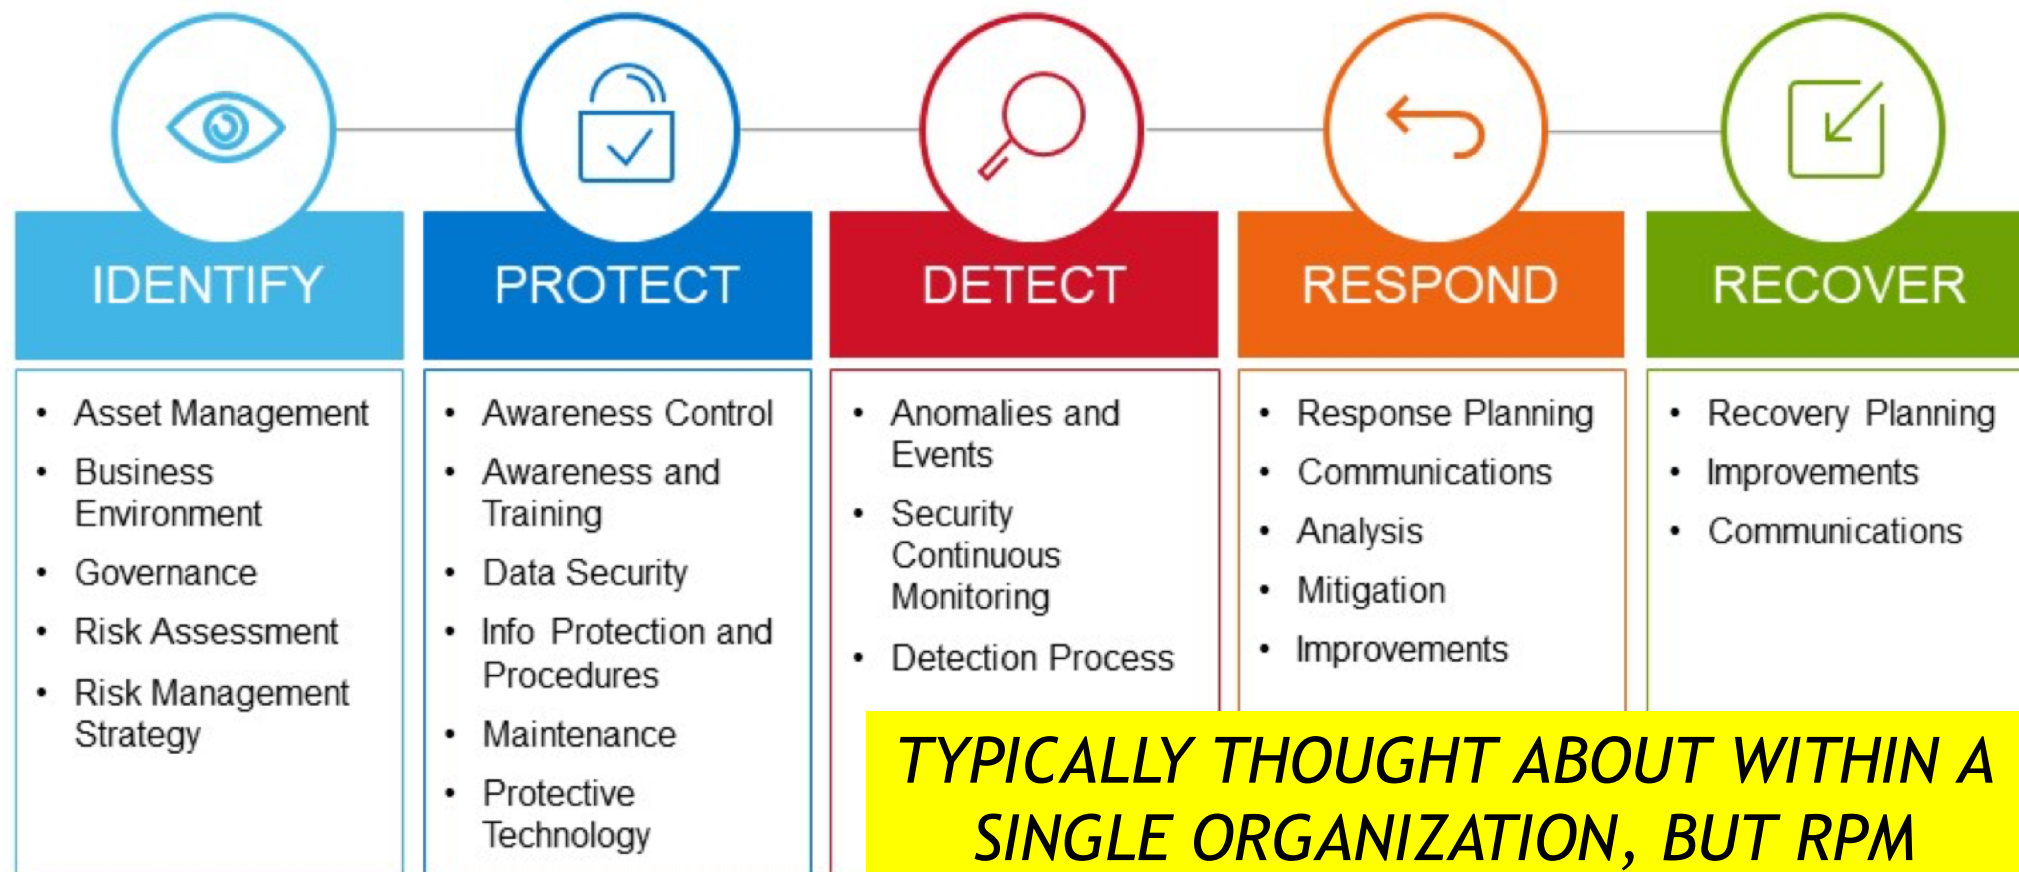 IDENTIFY
Asset Management
Business
Environment
Governance
Risk Assessment
Risk Management
Strategy
PROTECT
Awareness Control
Awareness and
Training
Data Security
Info Protection and
Procedures
Maintenance
Protective
Technology
DETECT
Anomalies and
Events
Security
Continuous
Monitoring
Detection Process
RESPOND
Response Planning
Communications
Analysis
Mitigation
Improvements
RECOVER
Recovery Planning
Improvements
Communications
TYPICALLY THOUGHT ABOUT WITHIN A
SINGLE ORGANIZATION, BUT RPM